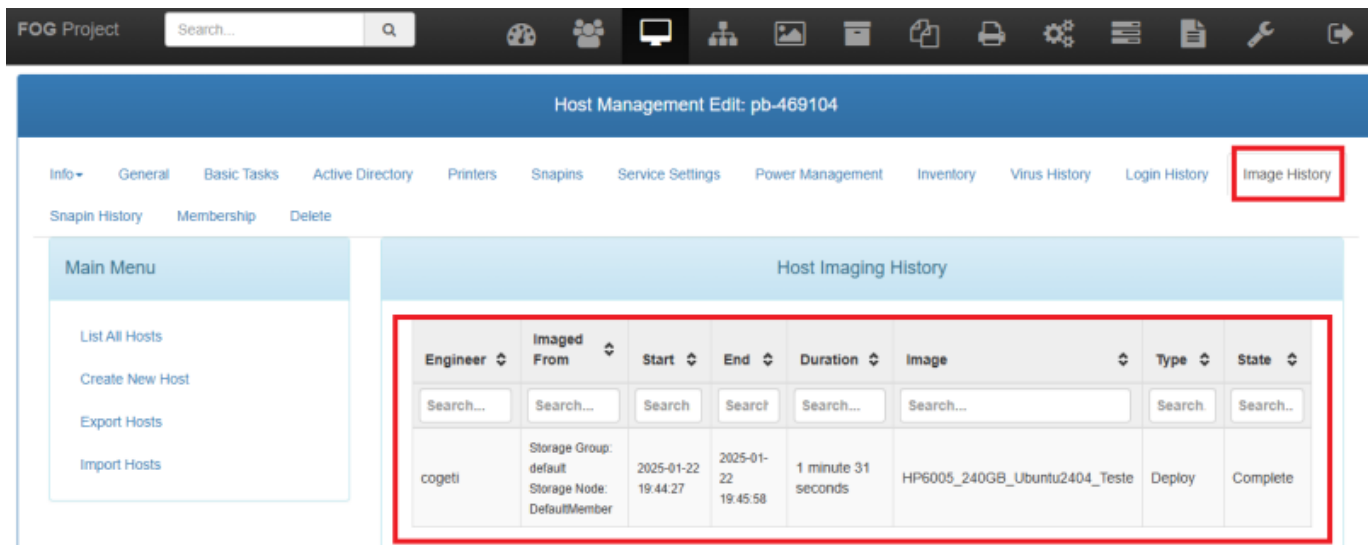 FOG Project Search...
Host Management Edit: pb-469104
Info General Basic Tasks Active Directory Printers Snapins Service Settings Power Management Inventory Virus History Login History Image History
Snapin History Membership Delete
Main Menu
List All Hosts
Create New Host
Export Hosts
Import Hosts
Host Imaging History
Engineer Imaged From Start End Duration Image Type State
Search... Search... Search Search Search... Search... Search. Search..
cogeti
Storage Group:
default
Storage Node:
DefaultMember
2025-01-22
19:44:27
2025-01-
22
19:45:58
1 minute 31
seconds
HP6005_240GB_Ubuntu2404_Teste
Deploy
Complete